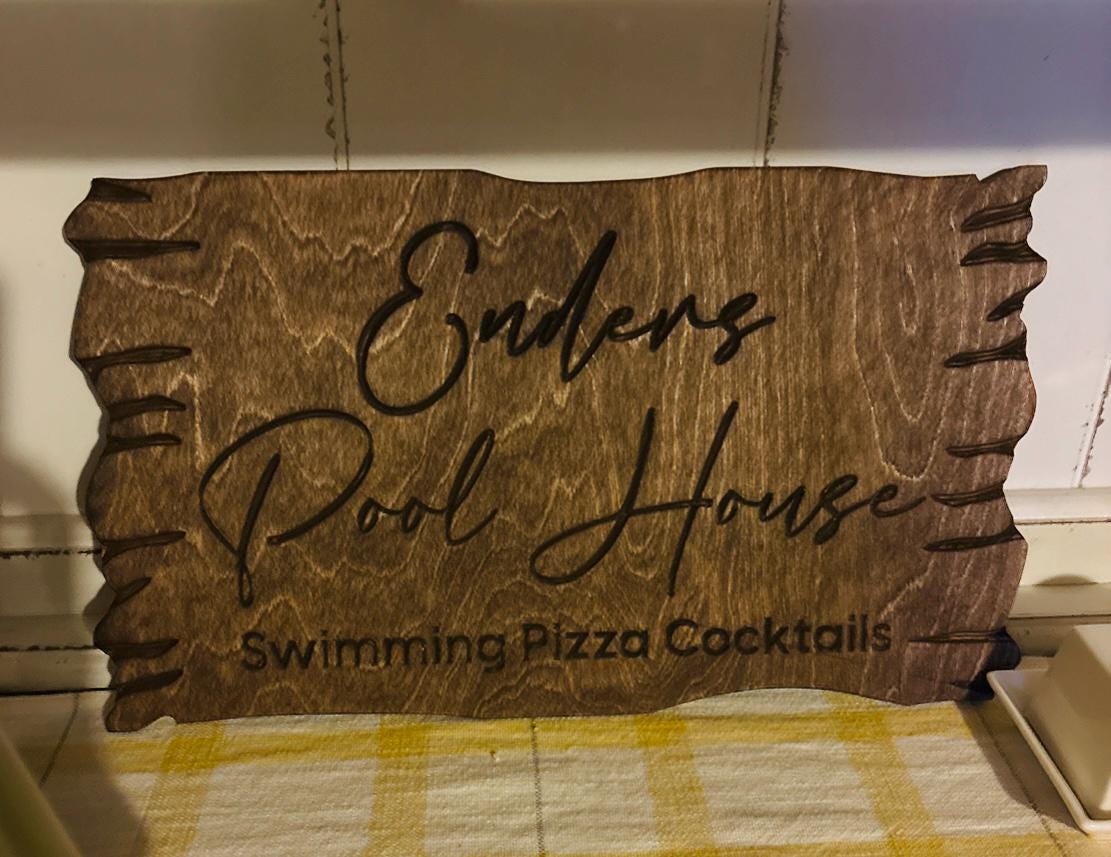 Enders
Pool House
Swimming Pizza Cocktails